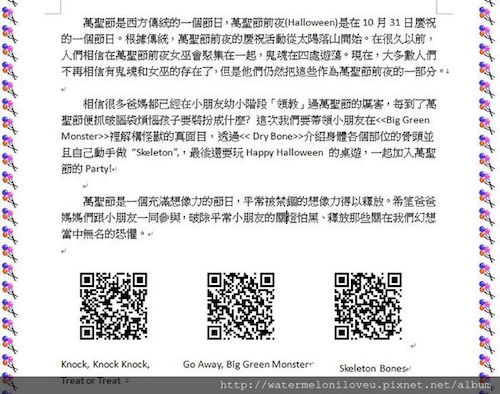 萬聖節是西方傳統的一個節日,萬聖節前夜(Halloween)是在 10 月 31 日慶祝
的一個節日。根據傳統,萬聖節前夜的慶祝活動從太陽落山開始。在很久以前,
人們相信在萬聖節前夜女巫會聚集在一起,鬼魂在四處遊蕩。現在,大多數人們
不再相信有鬼魂和女巫的存在了,但是他們仍然把這些作為萬聖節前夜的一部分。
相信很多爸媽都已經在小朋友幼小階段「領教」過萬聖節的厲害,每到了萬
聖節便抓破腦袋煩惱孩子要裝扮成什麼? 這次我們要帶領小朋友在<<Big Green
Monster>>裡解構怪獸的真面目,透過<< Dry Bone>>介紹身體各個部位的骨頭並
且自己動手做 “Skeleton”,,最後還要玩 Happy Halloween 的桌遊,一起加入萬聖
節的 Party!
萬聖節是一個充滿想像力的節日,平常被禁錮的想像力得以釋放。希望爸爸
媽媽們跟小朋友一同參與,破除平常小朋友的關燈怕黑、釋放那些關在我們幻想
當中無名的恐懼。
Knock, Knock Knock,
Treat or Treat
Go Away, Big Green Monster
Skeleton Bones
http://watermeloniloveu.pixnet.net/album